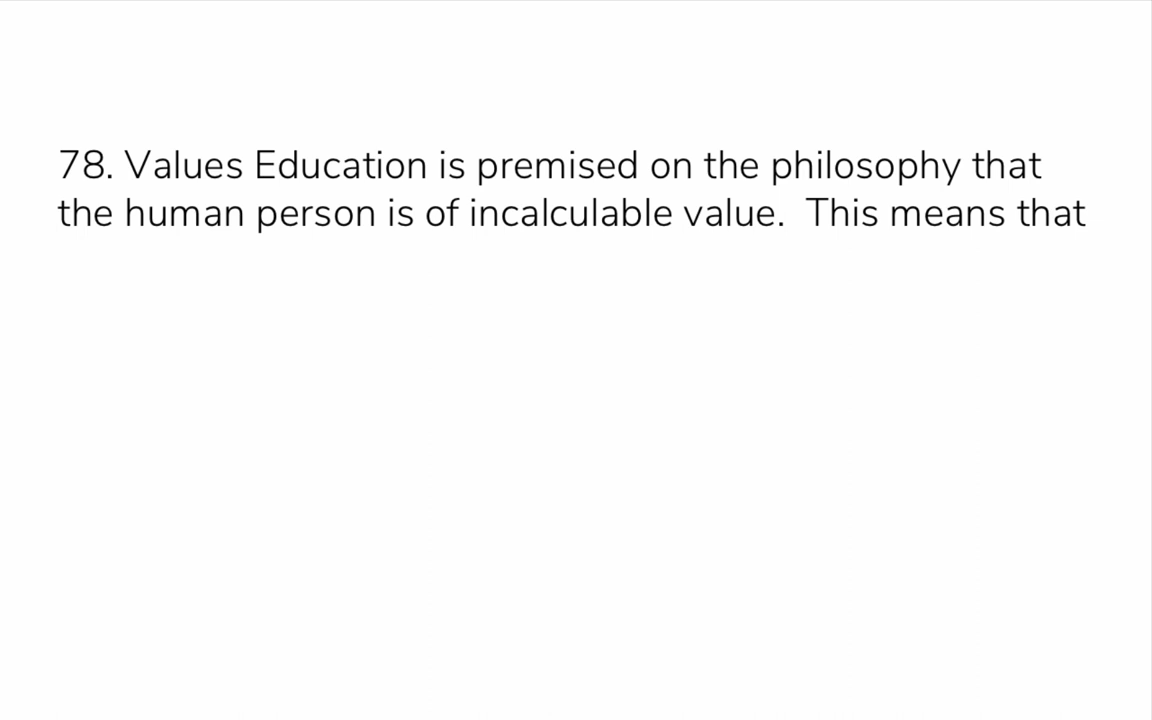 78. Values Education is premised on the philosophy that
the human person is of incalculable value.  This means that